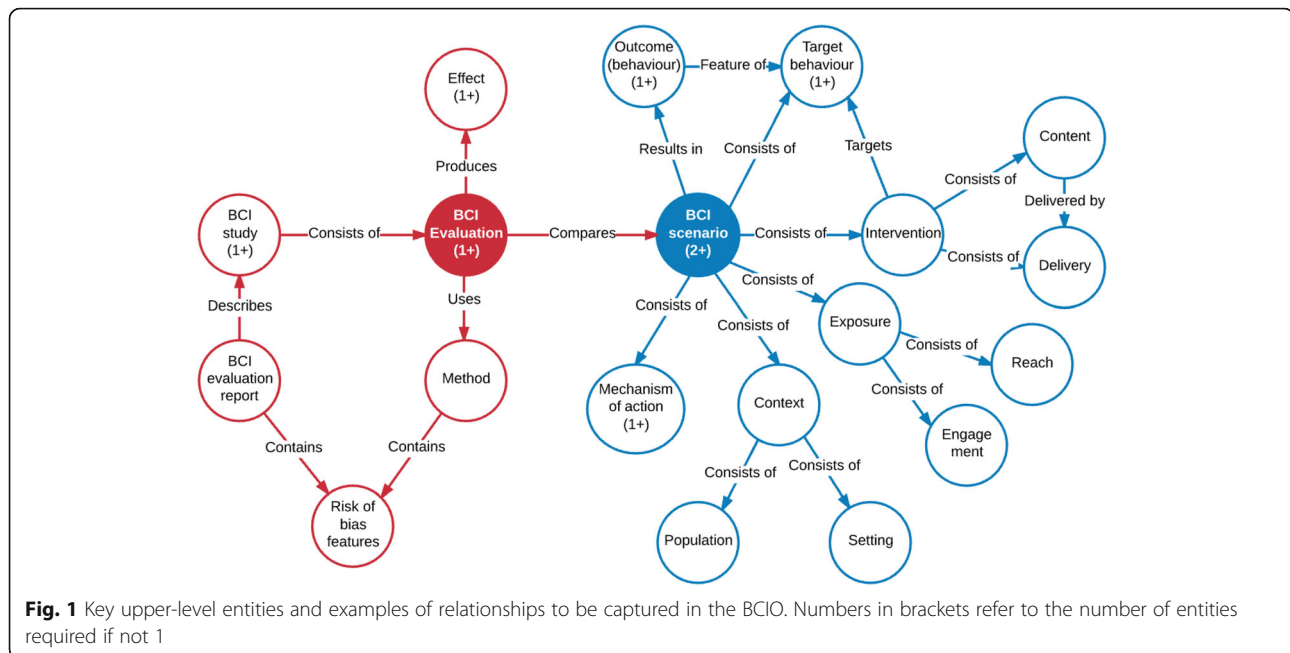 Outcome
(behaviour)
(1+)
Feature of
Target
behaviour
(1+)
Effect
(1+)
Produces
Results in
Consists of
Targets
Content
Consists of
Delivered by
BCI
study
(1+)
Consists of
BCI
Evaluation
(1+)
Compares
BCI
scenario
(2+)
Consists of
Intervention
Consists of
Delivery
Describes
Uses
Consists of
Consists of
Consists of
Exposure
Consists of
Reach
BCI
evaluation
report
Method
Mechanism
of action
(1+)
Context
Consists of
Engage
ment
Contains
Contains
Consists of
Consists of
Risk of
bias
features
Population
Setting
Fig. 1 Key upper-level entities and examples of relationships to be captured in the BCIO. Numbers in brackets refer to the number of entities
required if not 1